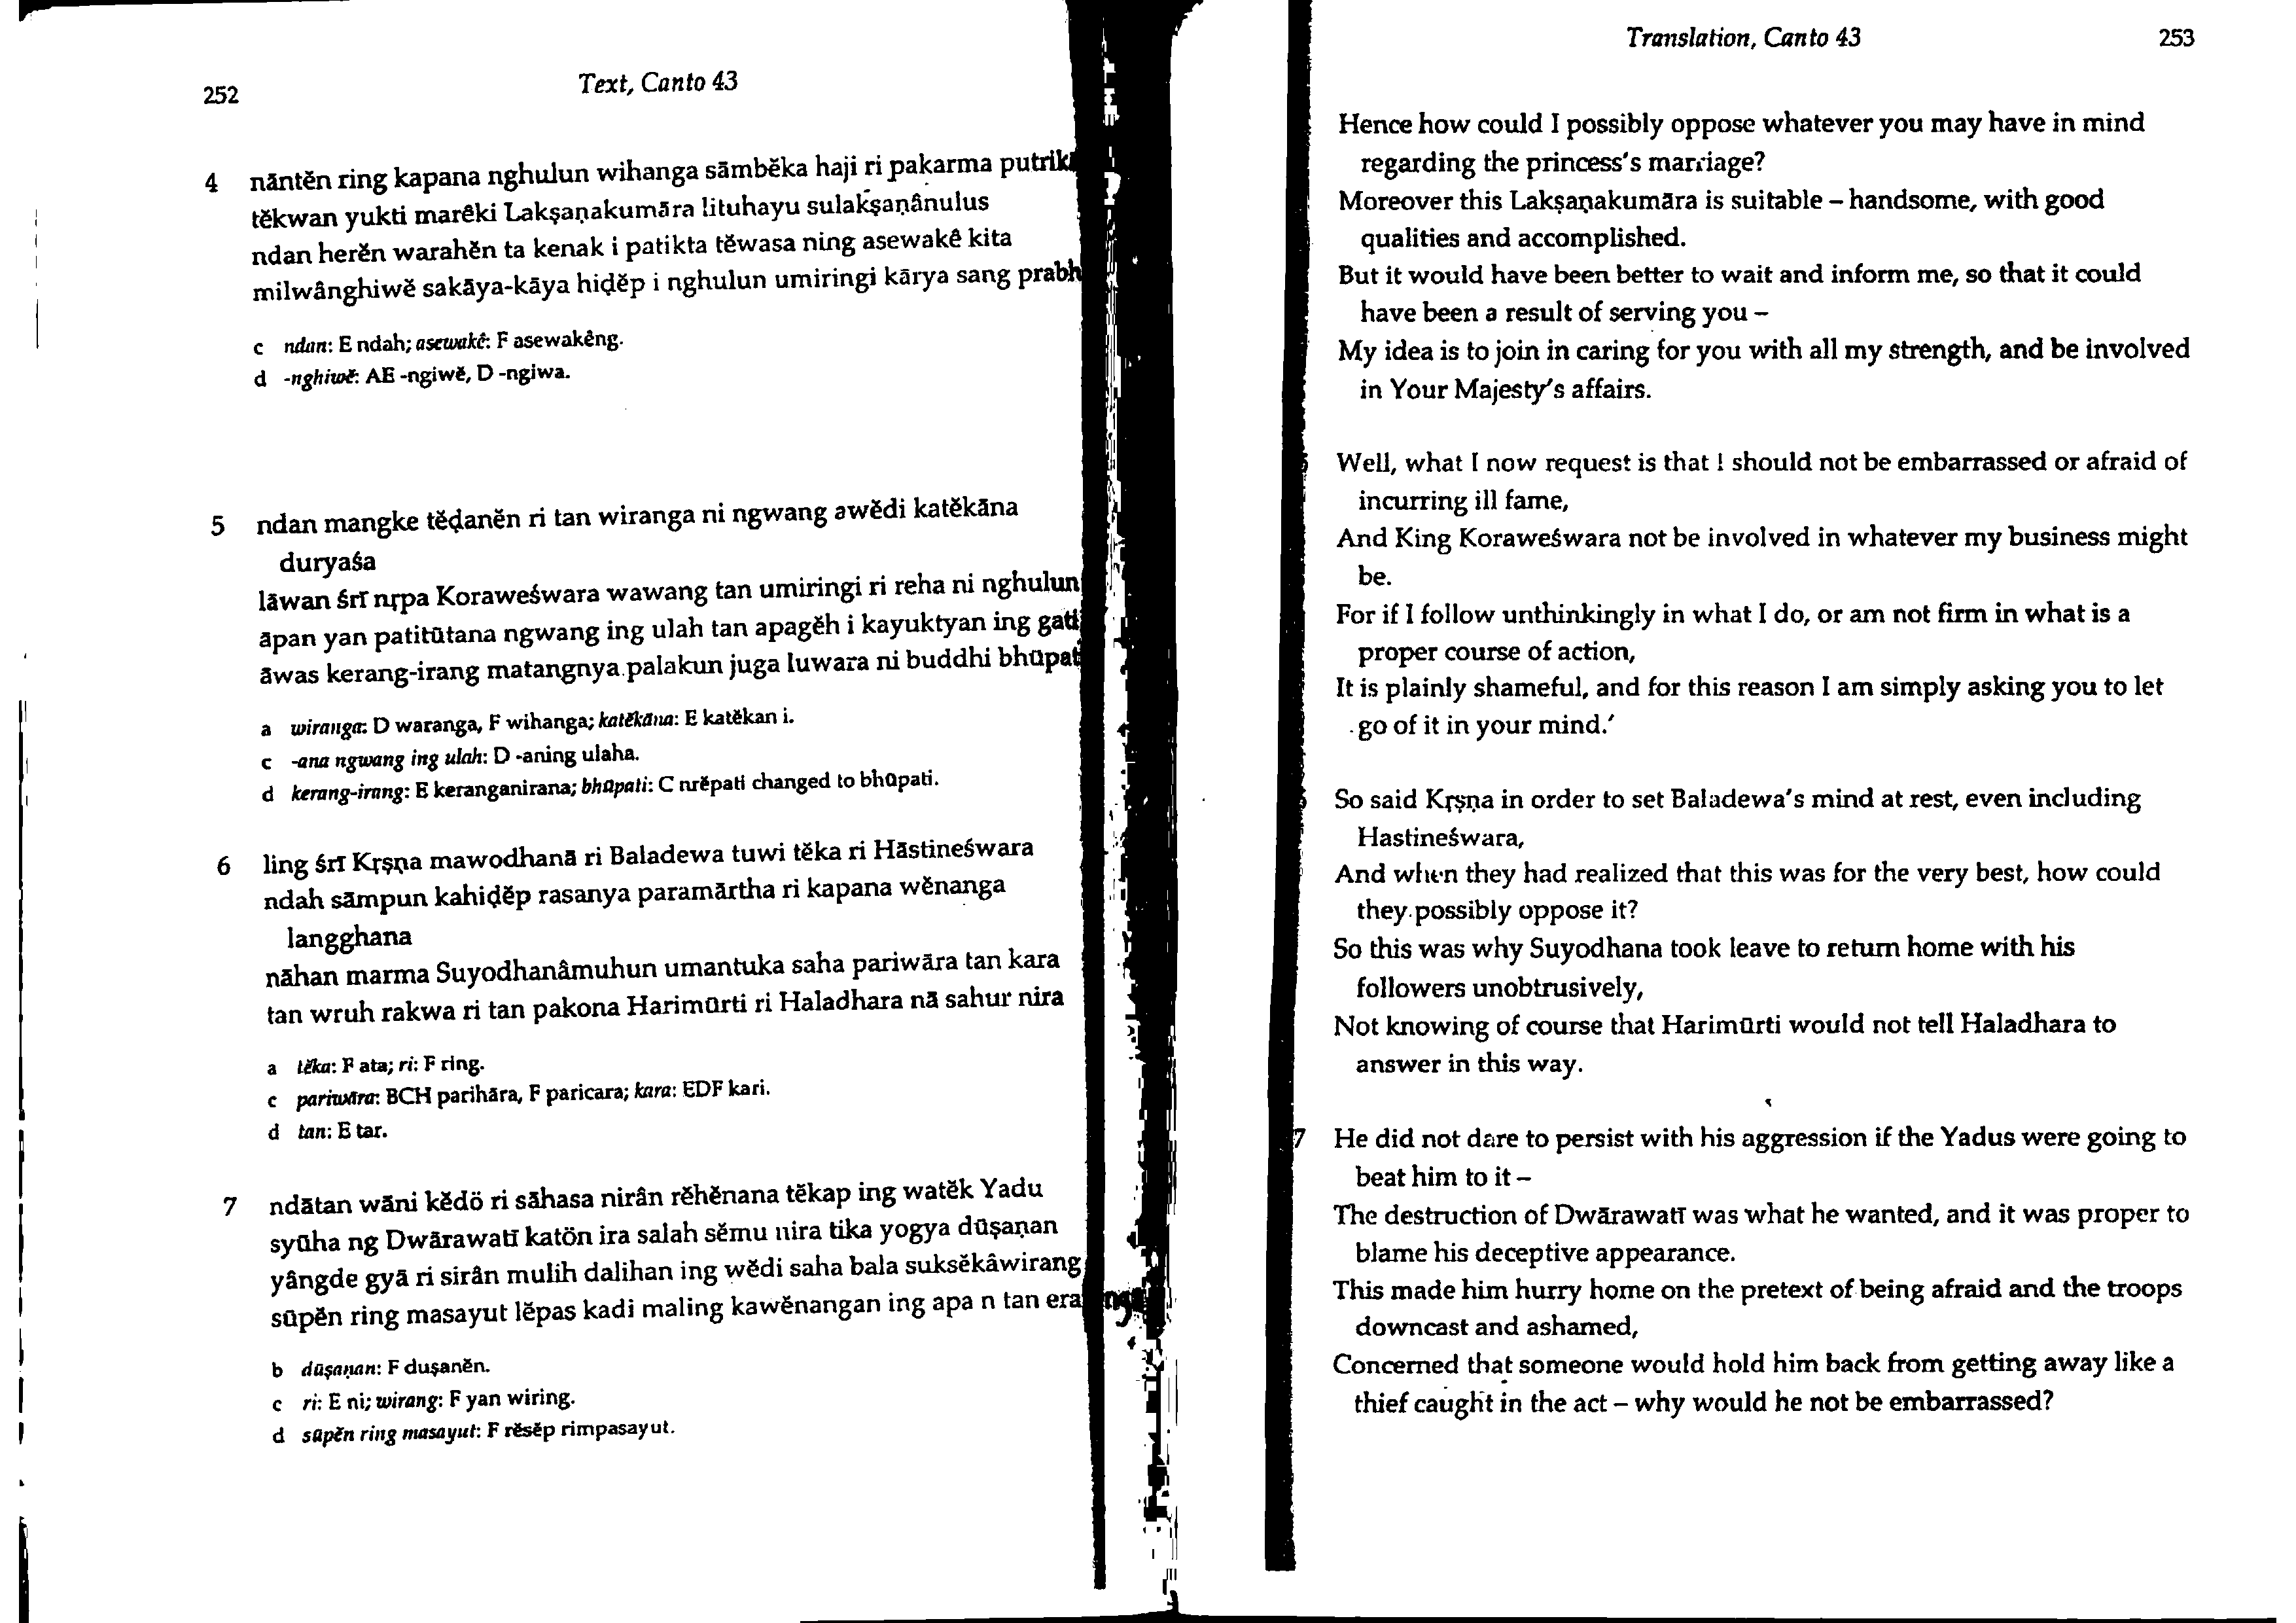 252
Text, Canto 43
4 nāntĕn ring kapana nghulun wihanga sāmbĕka haji ri pakarma
tĕkwan yukti marêki Lakṣaṇakumāra lituhayu sulakṣaṇânulus
ndan herĕn warahĕn ta kenak i patikta tĕwasa ning asewakê kita
milwânghiwĕ sakāya-kāya hiḍĕp i nghulun umiringi kārya sang
c ndan: E ndah; asewakê: F asewakêng.
d -nghiwĕ: AE -ngiwĕ, D -ngiwa.
5 ndan mangke tĕḍanĕn ri tan wiranga ni ngwang awĕdi katĕkāna
duryaśa
lāwan śrī nṛpa Koraweśwara wawang tan umiringi ri reha ni nghulun
āpan yan patitūtana ngwang ing ulah tan apagĕh i kayuktyan ing
āwas kerang-irang matangnya palakun juga luwara ni buddhi
a wiranga: D waranga, F wihanga; katĕkāna: E katĕkan i.
c -ana ngwang ing ulah: D -aning ulaha.
d kerang-irang: E keranganirana; bhūpati: C nrĕpati changed to bhūpati.
6 ling śrī Kṛṣṇa mawodhanā ri Baladewa tuwi tĕka ri Hāstineśwara
ndah sāmpun kahiḍĕp rasanya paramārtha ri kapana wĕnanga
langghana
nāhan marma Suyodhanâmuhun umantuka saha pariwāra tan kara
tan wruh rakwa ri tan pakona Harimūrti ri Haladhara nā sahur nira
a tĕka: F ata; ri: F ring.
c pariwāra: BCH parihāra, F paricara; kara: EDF kari.
d tan: E tar.
7 ndātan wāni kĕdö ri sāhasa nirân rĕhĕnana tĕkap ing watĕk Yadu
syūha ng Dwārawatī katön ira salah sĕmu nira tika yogya dūṣaṇan
yângde gyā ri sirân mulih dalihan ing wĕdi saha bala suksĕkâwirang
sūpĕn ring masayut lĕpas kadi maling kawĕnangan ing apa n tan
b dūṣaṇan: F duṣanĕn.
c ri: E ni; wirang: F yan wiring.
d sūpĕn ring masayut: F rĕsĕp rimpasayut.
Translation, Canto 43
253
Hence how could I possibly oppose whatever you may have in mind
regarding the princess's marriage?
Moreover this Lakṣaṇakumāra is suitable – handsome, with good
qualities and accomplished.
But it would have been better to wait and inform me, so that it could
have been a result of serving you –
My idea is to join in caring for you with all my strength, and be involved
in Your Majesty's affairs.
Well, what I now request is that I should not be embarrassed or afraid of
incurring ill fame,
And King Koraweśwara not be involved in whatever my business might
be.
For if I follow unthinkingly in what I do, or am not firm in what is a
proper course of action,
It is plainly shameful, and for this reason I am simply asking you to let
go of it in your mind.'
So said Kṛṣṇa in order to set Baladewa's mind at rest, even including
Hastineśwara,
And when they had realized that this was for the very best, how could
they possibly oppose it?
So this was why Suyodhana took leave to return home with his
followers unobtrusively,
Not knowing of course that Harimūrti would not tell Haladhara to
answer in this way.
7 He did not dare to persist with his aggression if the Yadus were going to
beat him to it –
The destruction of Dwārawatī was what he wanted, and it was proper to
blame his deceptive appearance.
This made him hurry home on the pretext of being afraid and the troops
downcast and ashamed,
Concerned that someone would hold him back from getting away like a
thief caught in the act – why would he not be embarrassed?